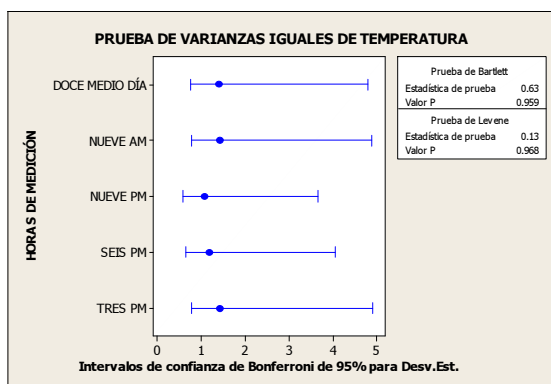 PRUEBA DE VARIANZAS IGUALES DE TEMPERATURA
DOCE MEDIO DÍA
NUEVE AM
NUEVE PM
SEIS PM
TRES PM
HORAS DE MEDICIÓN
0 1 2 3 4 5
Intervalos de confianza de Bonferroni de 95% para Desv.Est.
Prueba de Bartlett
Estadística de prueba 0.63
Valor P 0.959
Prueba de Levene
Estadística de prueba 0.13
Valor P 0.968